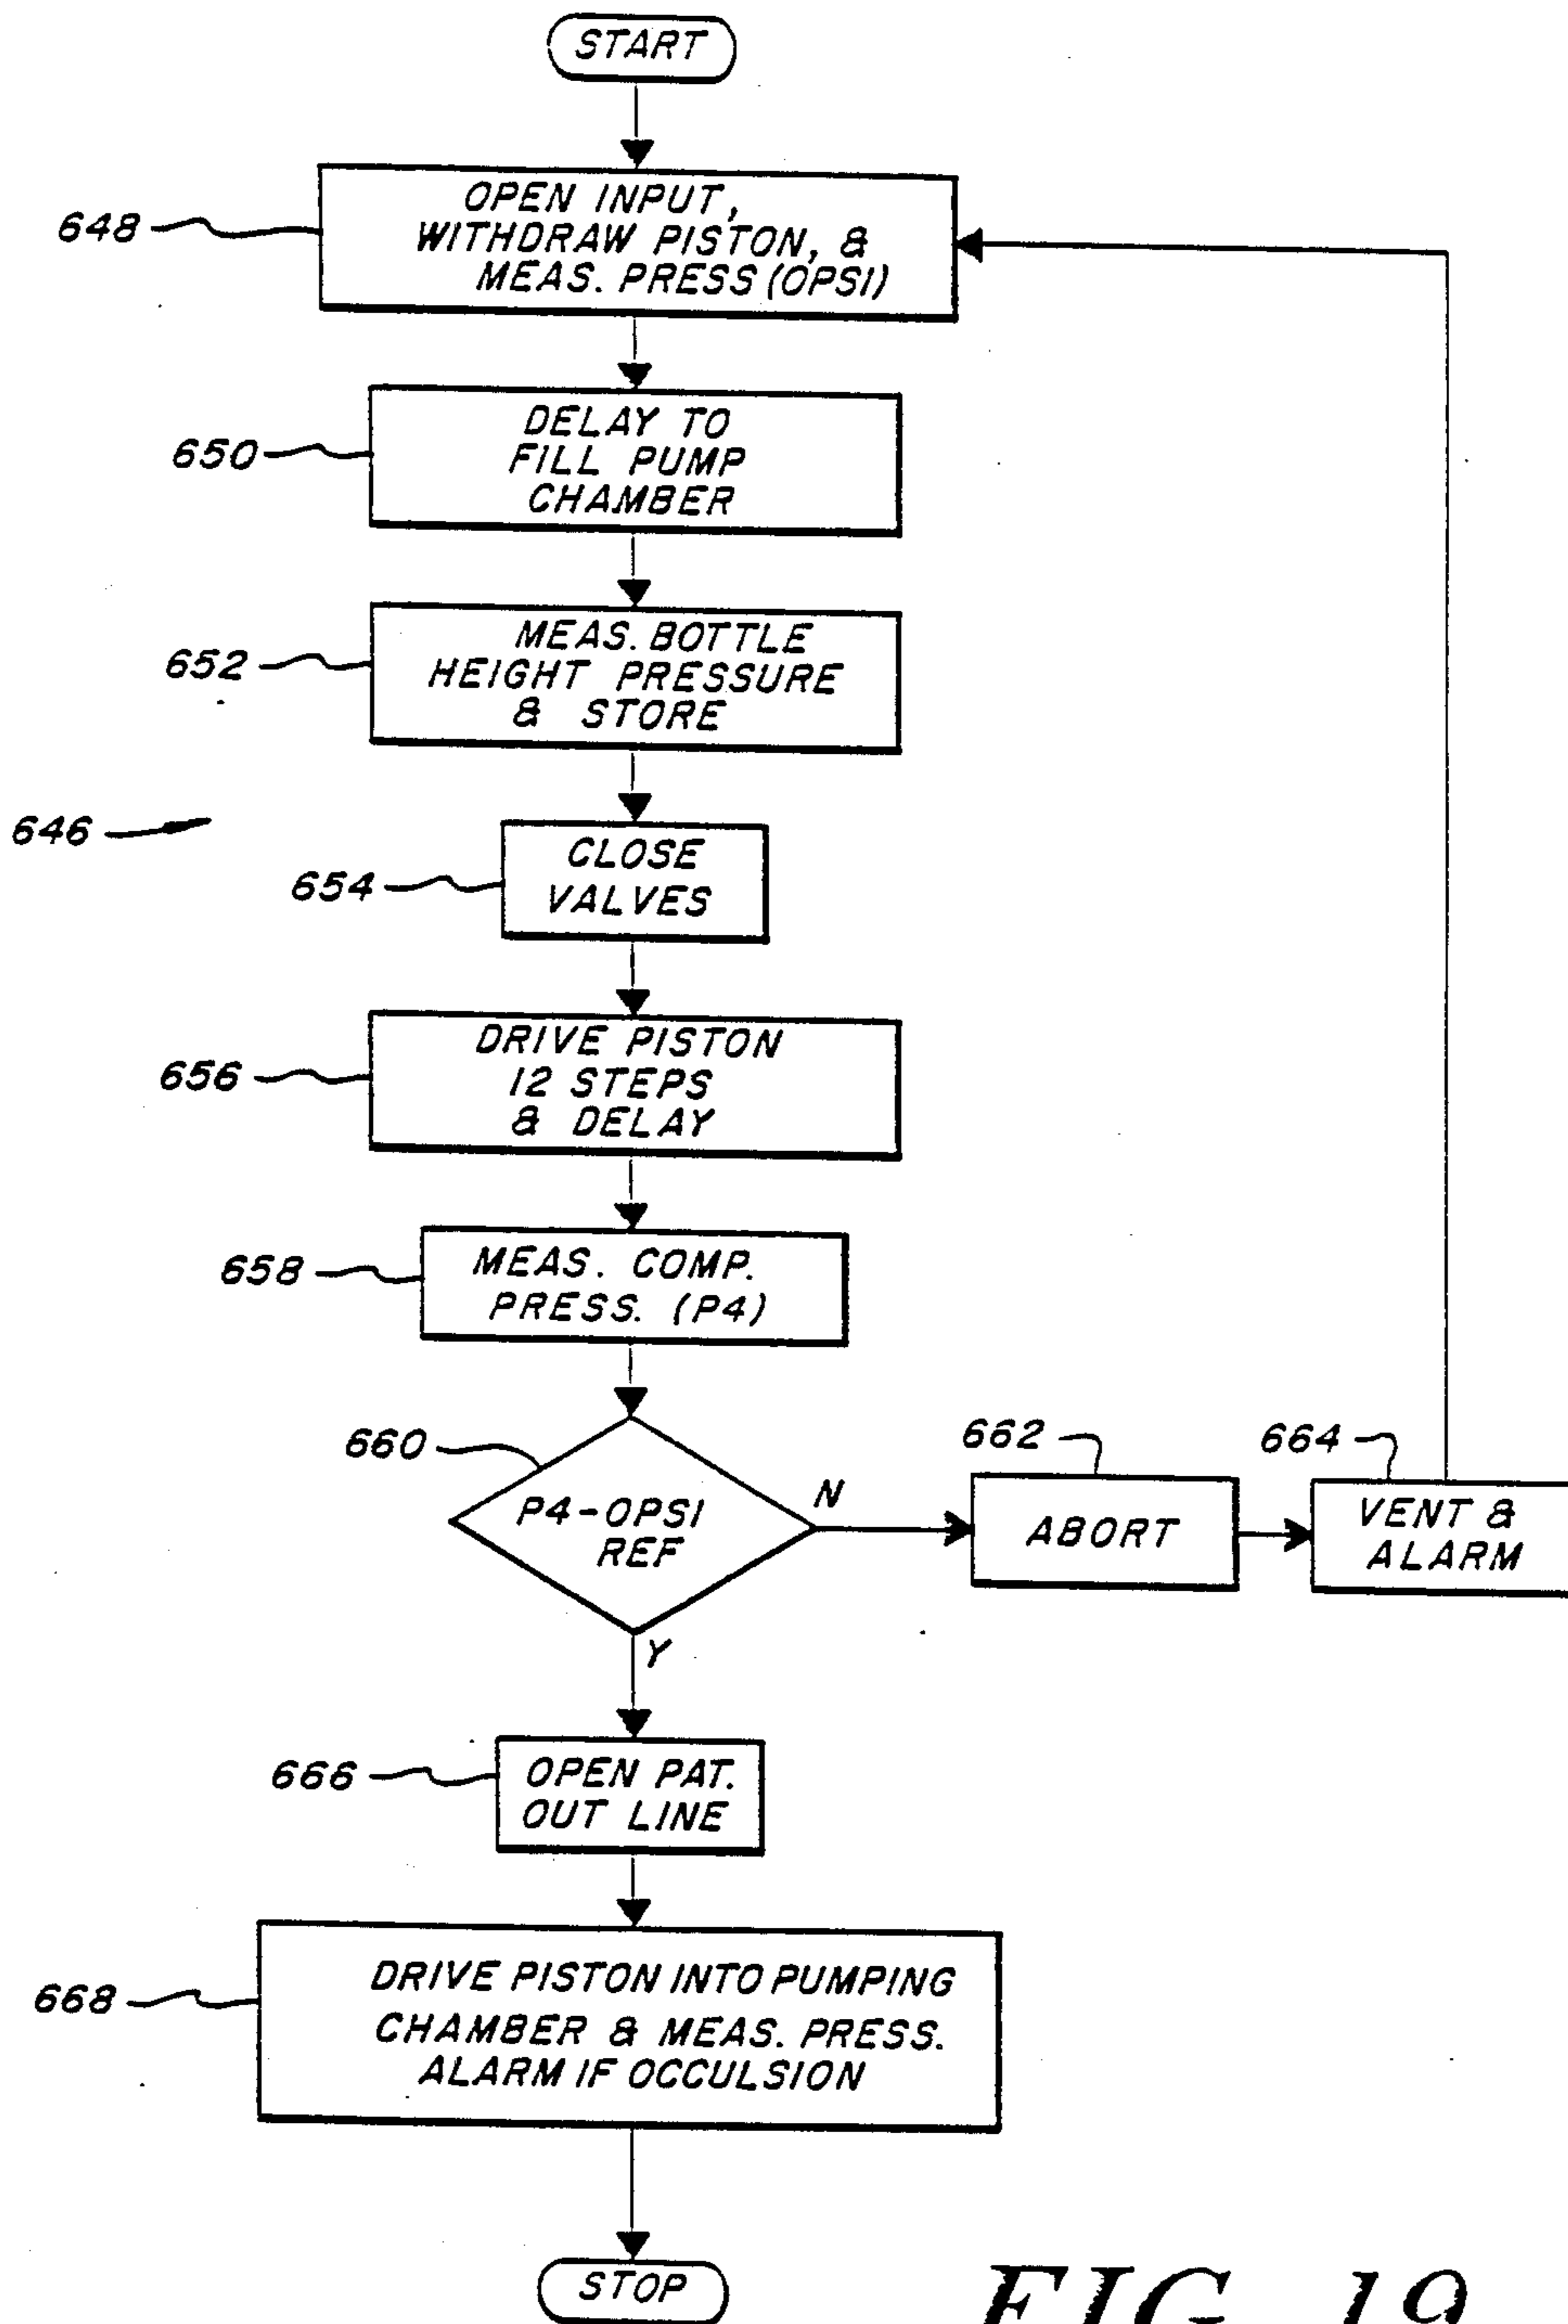 START
648
OPEN INPUT,
WITHDRAW PISTON, &
MEAS. PRESS (OPSI)
650
DELAY TO
FILL PUMP
CHAMBER
652
MEAS. BOTTLE
HEIGHT PRESSURE
& STORE
646
654
CLOSE
VALVES
656
DRIVE PISTON
12 STEPS
& DELAY
658
MEAS. COMP.
PRESS. (P4)
660
P4-OPSI
REF
N
662
ABORT
664
VENT &
ALARM
Y
666
OPEN PAT.
OUT LINE
668
DRIVE PISTON INTO PUMPING
CHAMBER & MEAS. PRESS.
ALARM IF OCCULSION
STOP
FIG. 19